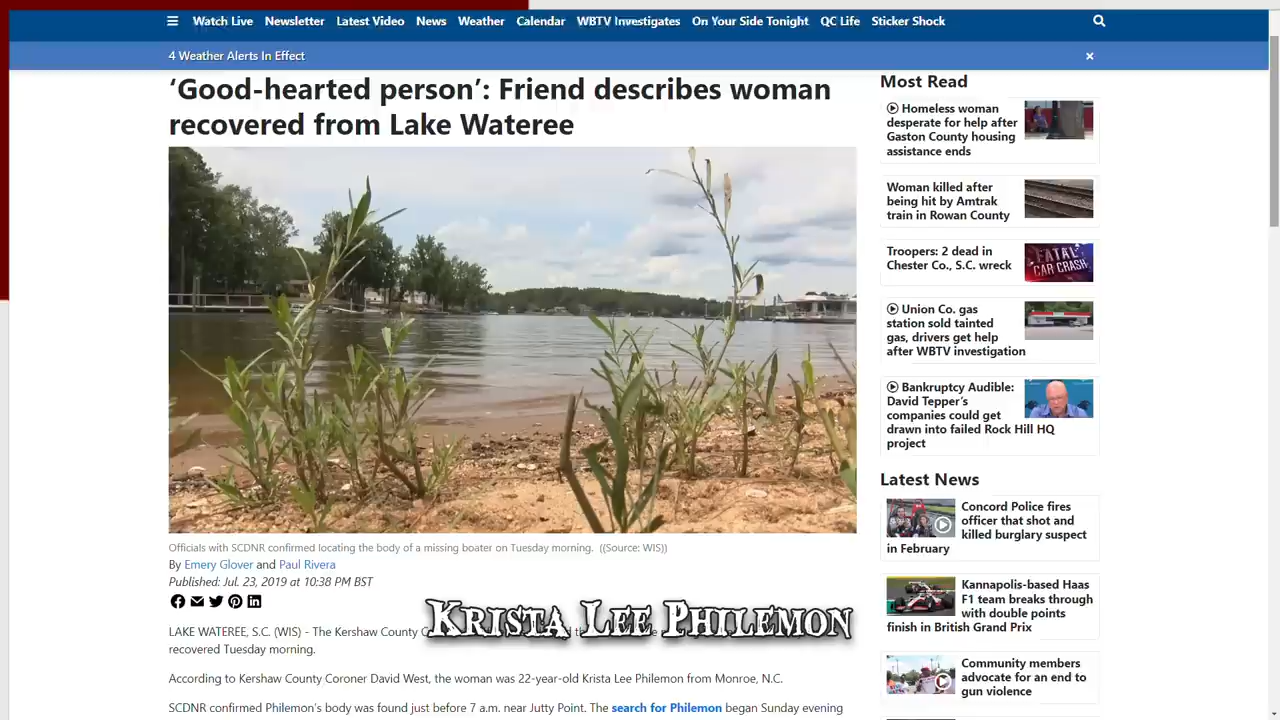 Watch Live Newsletter Latest Video News Weather Calendar WBTV Investigates On Your Side Tonight QC Life Sticker Shock
4 Weather Alerts In Effect ×
‘Good-hearted person’: Friend describes woman
recovered from Lake Wateree
Officials with SCDNR confirmed locating the body of a missing boater on Tuesday morning. ((Source: WIS))
By Emery Glover and Paul Rivera
Published: Jul. 23, 2019 at 10:38 PM BST
Krista Lee Philemon
LAKE WATEREE, S.C. (WIS) - The Kershaw County
recovered Tuesday morning.
According to Kershaw County Coroner David West, the woman was 22-year-old Krista Lee Philemon from Monroe, N.C.
SCDNR confirmed Philemon's body was found just before 7 a.m. near Jutty Point. The search for Philemon began Sunday evening
Most Read
Homeless woman
desperate for help after
Gaston County housing
assistance ends
Woman killed after
being hit by Amtrak
train in Rowan County
Troopers: 2 dead in
Chester Co., S.C. wreck
FATAL
CAR CRASH
Union Co. gas
station sold tainted
gas, drivers get help
after WBTV investigation
Bankruptcy Audible:
David Tepper’s
companies could get
drawn into failed Rock Hill HQ
project
Latest News
Concord Police fires
officer that shot and
killed burglary suspect
in February
Kannapolis-based Haas
F1 team breaks through
with double points
finish in British Grand Prix
Community members
advocate for an end to
gun violence